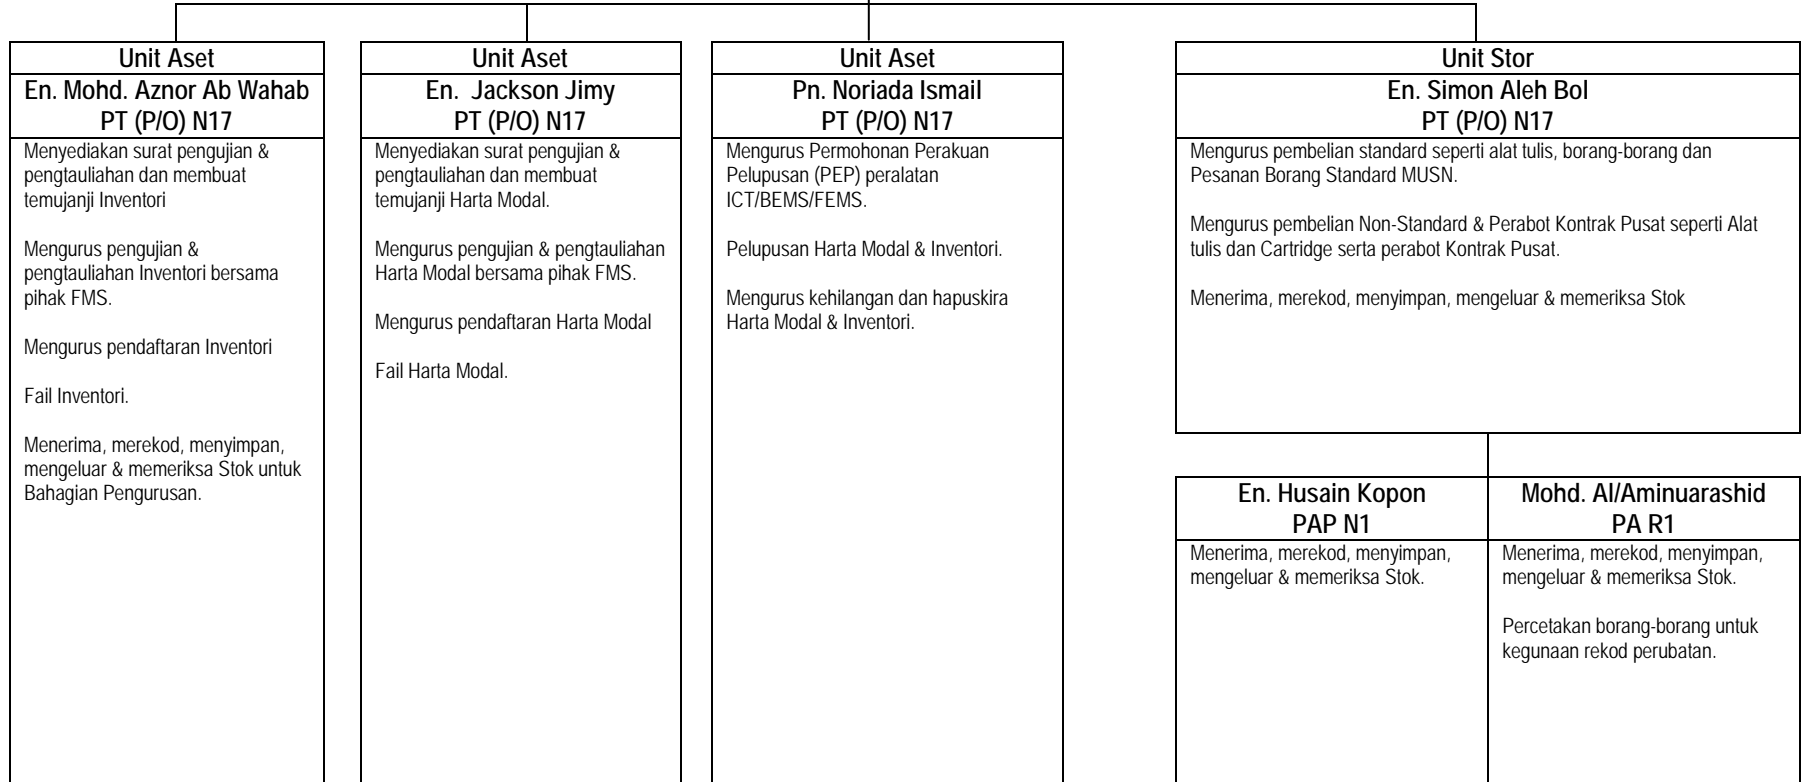 Unit Aset
En. Mohd. Aznor Ab Wahab
PT (P/O) N17
Menyediakan surat pengujian &
pengtauliahan dan membuat
temujanji Inventori
Mengurus pengujian &
pengtauliahan Inventori bersama
pihak FMS.
Mengurus pendaftaran Inventori
Fail Inventori.
Menerima, merekod, menyimpan,
mengeluar & memeriksa Stok untuk
Bahagian Pengurusan.
Unit Aset
En. Jackson Jimy
PT (P/O) N17
Menyediakan surat pengujian &
pengtauliahan dan membuat
temujanji Harta Modal.
Mengurus pengujian & pengtauliahan
Harta Modal bersama pihak FMS.
Mengurus pendaftaran Harta Modal
Fail Harta Modal.
Unit Aset
Pn. Noriada Ismail
PT (P/O) N17
Mengurus Permohonan Perakuan
Pelupusan (PEP) peralatan
ICT/BEMS/FEMS.
Pelupusan Harta Modal & Inventori.
Mengurus kehilangan dan hapuskira
Harta Modal & Inventori.
Unit Stor
En. Simon Aleh Bol
PT (P/O) N17
Mengurus pembelian standard seperti alat tulis, borang-borang dan
Pesanan Borang Standard MUSN.
Mengurus pembelian Non-Standard & Perabot Kontrak Pusat seperti Alat
tulis dan Cartridge serta perabot Kontrak Pusat.
Menerima, merekod, menyimpan, mengeluar & memeriksa Stok
En. Husain Kopon
PAP N1
Menerima, merekod, menyimpan,
mengeluar & memeriksa Stok.
Mohd. Al/Aminuarashid
PA R1
Menerima, merekod, menyimpan,
mengeluar & memeriksa Stok.
Percetakan borang-borang untuk
kegunaan rekod perubatan.